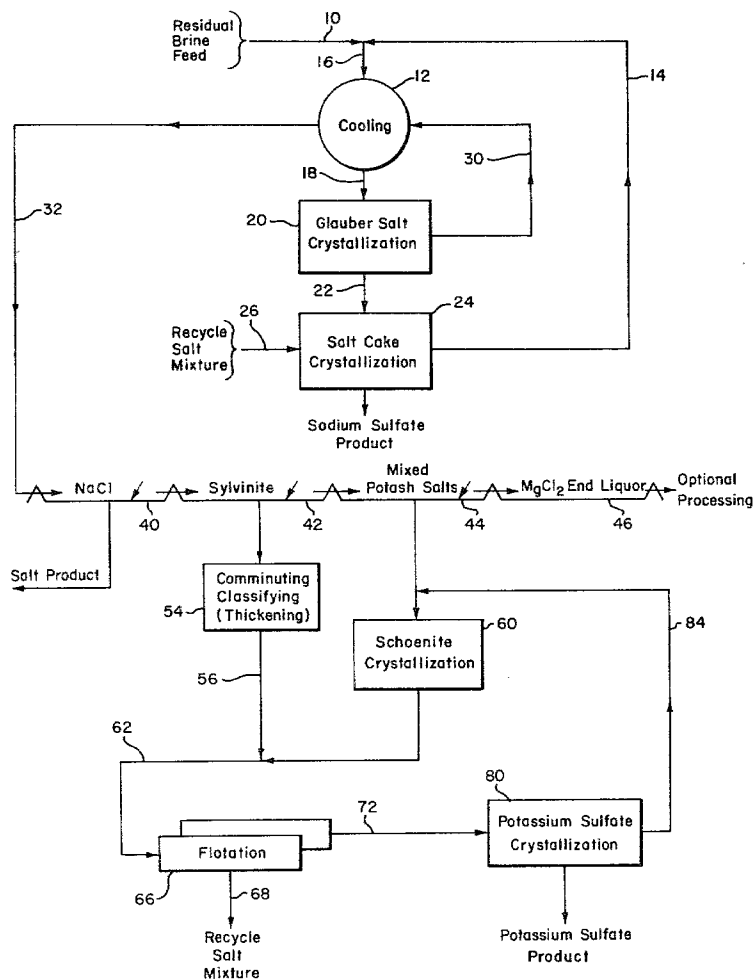 Residual
Brine
Feed
10
16
12
14
Cooling
18
30
32
20
Glauber Salt
Crystallization
22
24
26
Recycle
Salt
Mixture
Salt Cake
Crystallization
Sodium Sulfate
Product
NaCl
Sylvinite
Mixed
Potash Salts
MgCl2 End Liquor
Optional
Processing
40
42
44
46
Salt Product
54
Comminuting
Classifying
(Thickening)
60
Schoenite
Crystallization
84
56
62
72
80
Flotation
Potassium Sulfate
Crystallization
66
68
Recycle
Salt
Mixture
Potassium Sulfate
Product